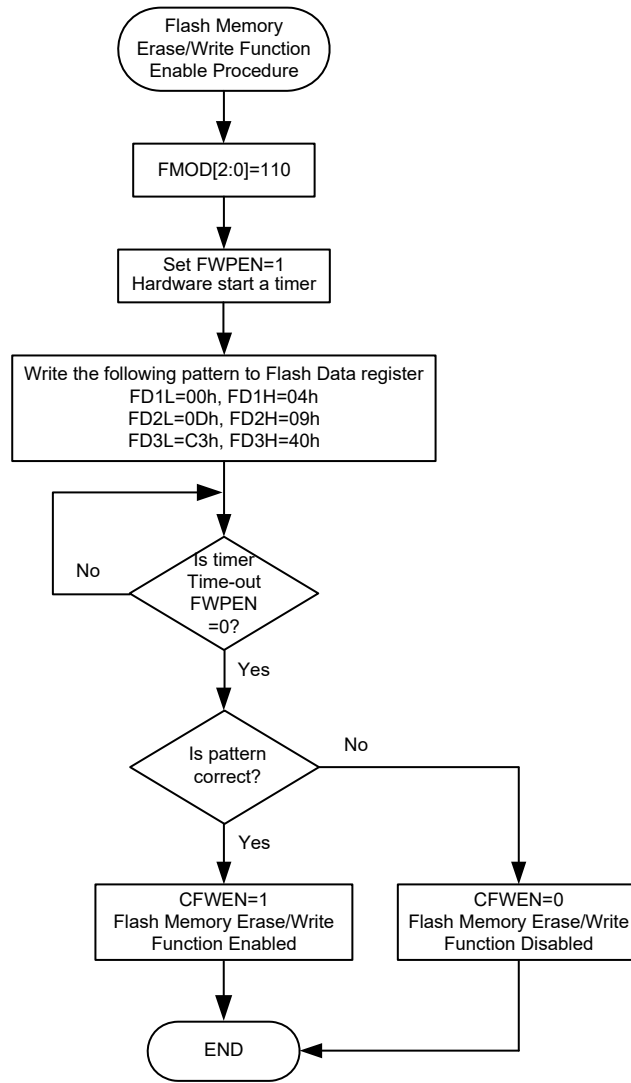 Flash Memory
Erase/Write Function
Enable Procedure
FMOD[2:0]=110
Set FWPEN=1
Hardware start a timer
Write the following pattern to Flash Data register
FD1L=00h, FD1H=04h
FD2L=0Dh, FD2H=09h
FD3L=C3h, FD3H=40h
No
Is timer
Time-out
FWPEN
=0?
Yes
Is pattern
correct?
No
Yes
CFWEN=1
Flash Memory Erase/Write
Function Enabled
CFWEN=0
Flash Memory Erase/Write
Function Disabled
END